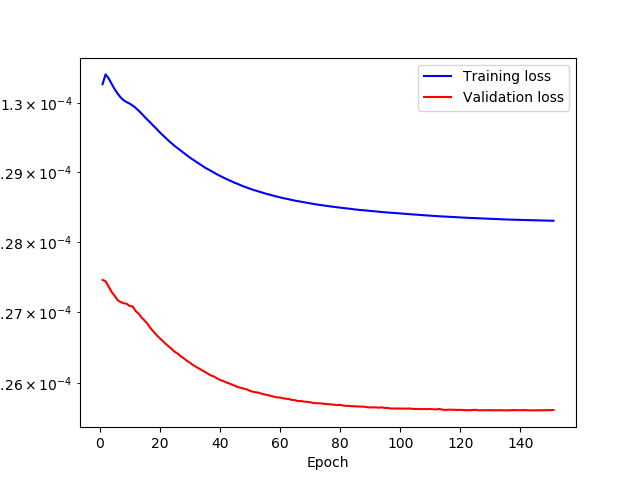 Training loss
Validation loss
1.3 × 10⁻⁴
.29 × 10⁻⁴
.28 × 10⁻⁴
.27 × 10⁻⁴
.26 × 10⁻⁴
0 20 40 60 80 100 120 140
Epoch